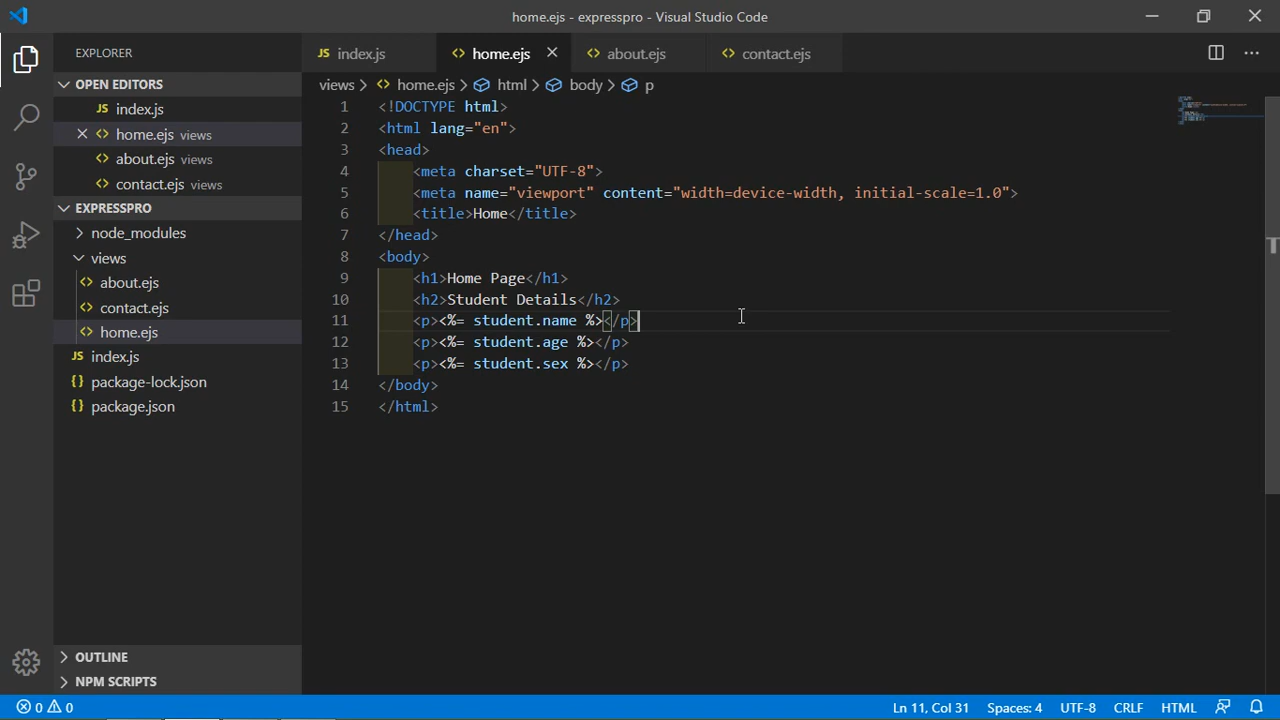 home.ejs - expresspro - Visual Studio Code
EXPLORER
OPEN EDITORS
JS index.js
home.ejs views
about.ejs views
contact.ejs views
EXPRESSPRO
node_modules
views
about.ejs
contact.ejs
home.ejs
JS index.js
{} package-lock.json
{} package.json
OUTLINE
NPM SCRIPTS
JS index.js
<> home.ejs
<> about.ejs
<> contact.ejs
views > <> home.ejs > html > body > p
1 <!DOCTYPE html>
2 <html lang="en">
3 <head>
4 <meta charset="UTF-8">
5 <meta name="viewport" content="width=device-width, initial-scale=1.0">
6 <title>Home</title>
7 </head>
8 <body>
9 <h1>Home Page</h1>
10 <h2>Student Details</h2>
11 <p><%= student.name %></p>
12 <p><%= student.age %></p>
13 <p><%= student.sex %></p>
14 </body>
15 </html>
0 0
Ln 11, Col 31 Spaces: 4 UTF-8 CRLF HTML